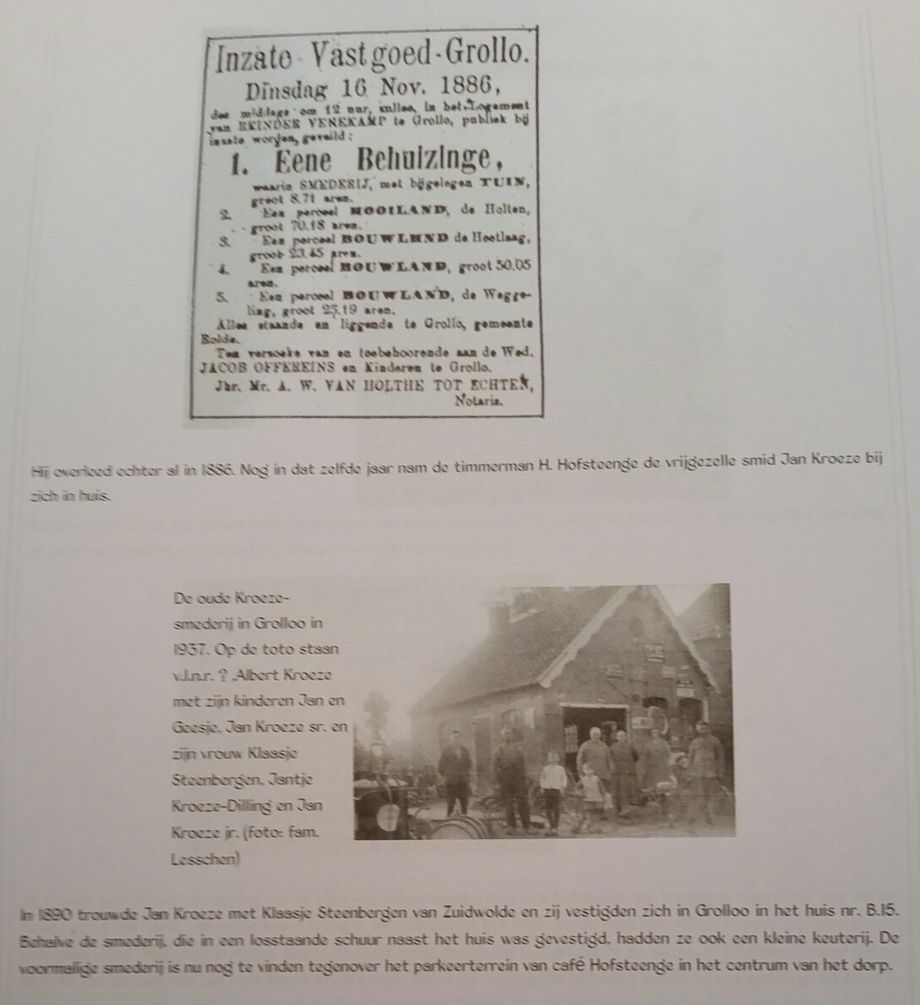 Inzate Vastgoed-Grollo.
Dinsdag 16 Nov. 1886,
des middags om 12 uur, zullen, in het Logement
van REINDER VENEKAMP te Grollo, publiek bij
inzate worden, geveild:
1. Eene Behuizinge,
waarin SMEDERIJ, met bijgelegen TUIN,
groot 8.71 aren.
2. Een perceel HOOILAND, de Holten,
groot 70.18 aren.
3. Een perceel BOUWLAND de Heetlaag,
groot 23.45 aren.
4. Een perceel BOUWLAND, groot 50.05
aren.
5. Een perceel BOUWLAND, de Wegge-
ling, groot 25.19 aren.
Alles staande en liggende te Grollo, gemeente
Rolde.
Ten verzoeke van en toebehoorende aan de Wed.
JACOB OFFEREINS en Kinderen te Grollo.
Jhr. Mr. A. W. VAN HOLTHE TOT ECHTEN,
Notaris.
Hij overleed echter al in 1886. Nog in dat zelfde jaar nam de timmerman H. Hofsteenge de vrijgezelle smid Jan Kroeze bij
zich in huis.
De oude Kroeze-
smederij in Grolloo in
1937. Op de toto staan
v.l.n.r. ? .Albert Kroeze
met zijn kinderen Jan en
Geesje, Jan Kroeze sr. en
zijn vrouw Klaasje
Steenbergen, Jantje
Kroeze-Dilling en Jan
Kroeze jr. (foto: fam.
Lesschen)
In 1890 trouwde Jan Kroeze met Klaasje Steenbergen van Zuidwolde en zij vestigden zich in Grolloo in het huis nr. B.15.
Behalve de smederij, die in een losstaande schuur naast het huis was gevestigd, hadden ze ook een kleine keuterij. De
voormalige smederij is nu nog te vinden tegenover het parkeerterrein van café Hofsteenge in het centrum van het dorp.